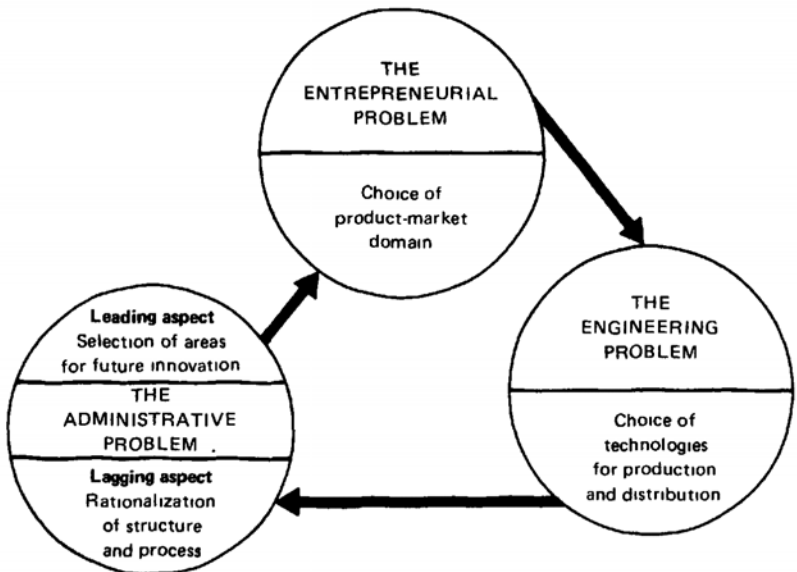 THE
ENTREPRENEURIAL
PROBLEM
Choice of
product-market
domain
THE
ENGINEERING
PROBLEM
Choice of
technologies
for production
and distribution
Leading aspect
Selection of areas
for future innovation
THE
ADMINISTRATIVE
PROBLEM .
Lagging aspect
Rationalization
of structure
and process